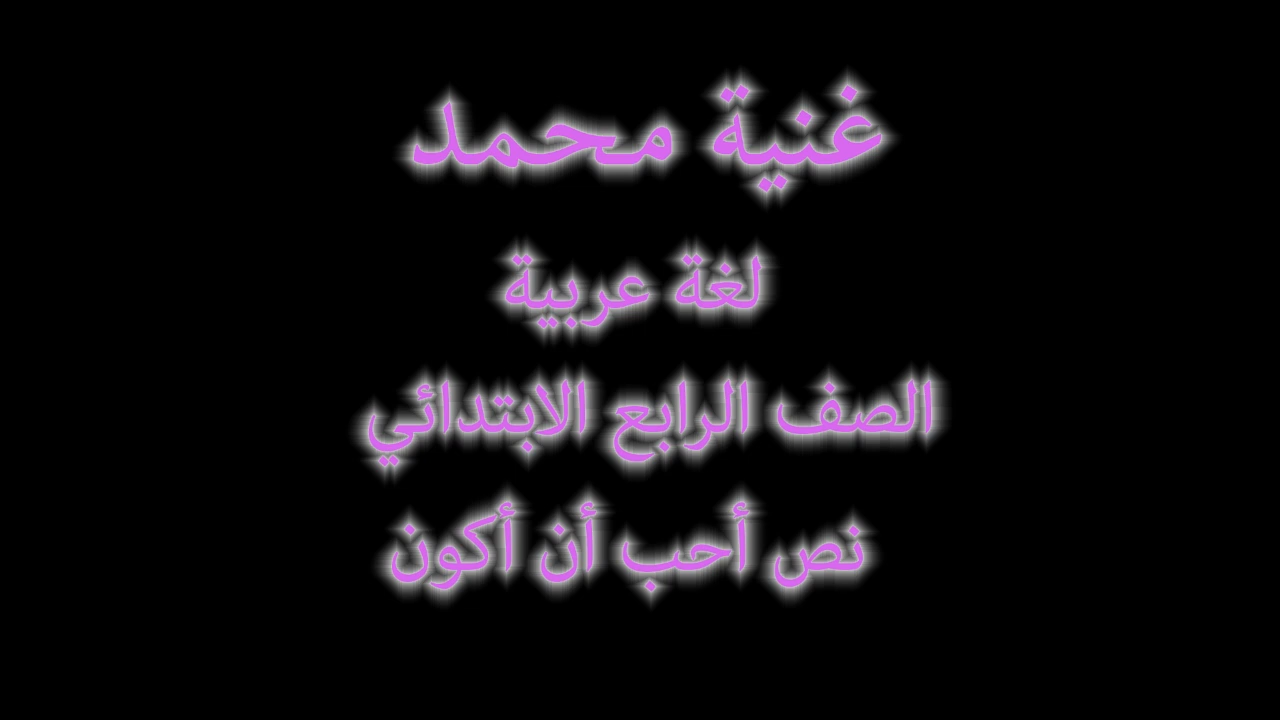 غنية محمد
لغة عربية
الصف الرابع الابتدائي
نص أحب أن أكون